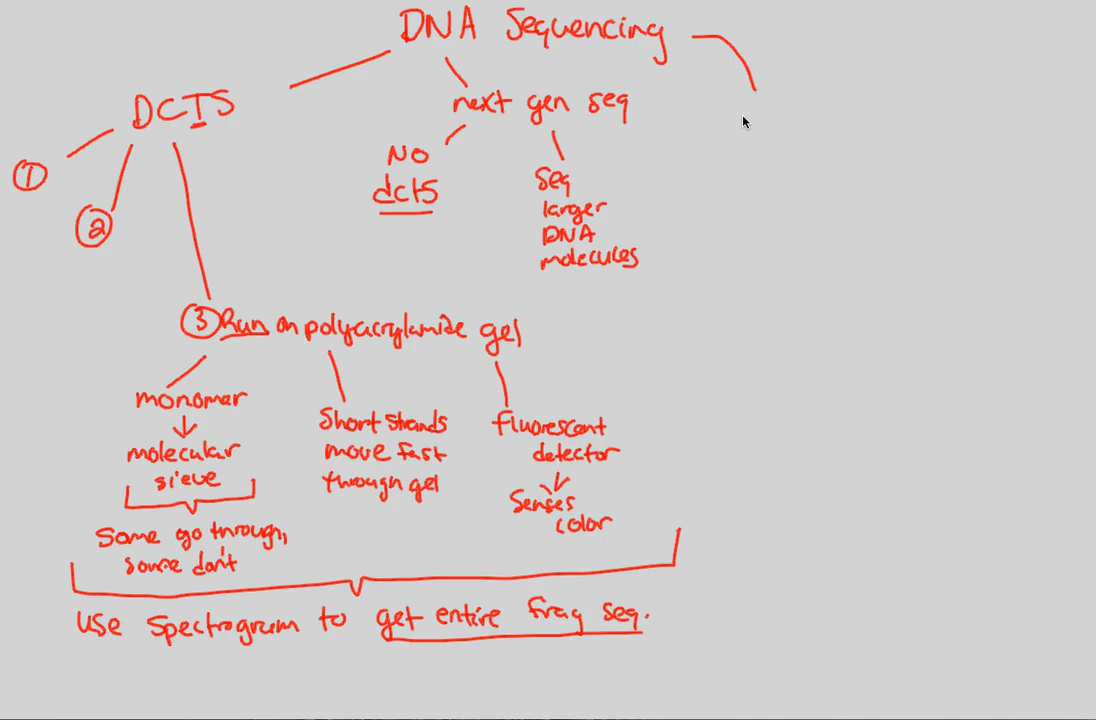 DNA Sequencing
DCTS
next gen seq
①
②
No
dcts
seq
larger
DNA
molecules
③ Run on polyacrylamide gel
monomer
↓
molecular
sieve
Some go through,
some don't
Short strands
move fast
through gel
Fluorescent
detector
↓
Senses
color
Use Spectrogram to get entire frag seq.